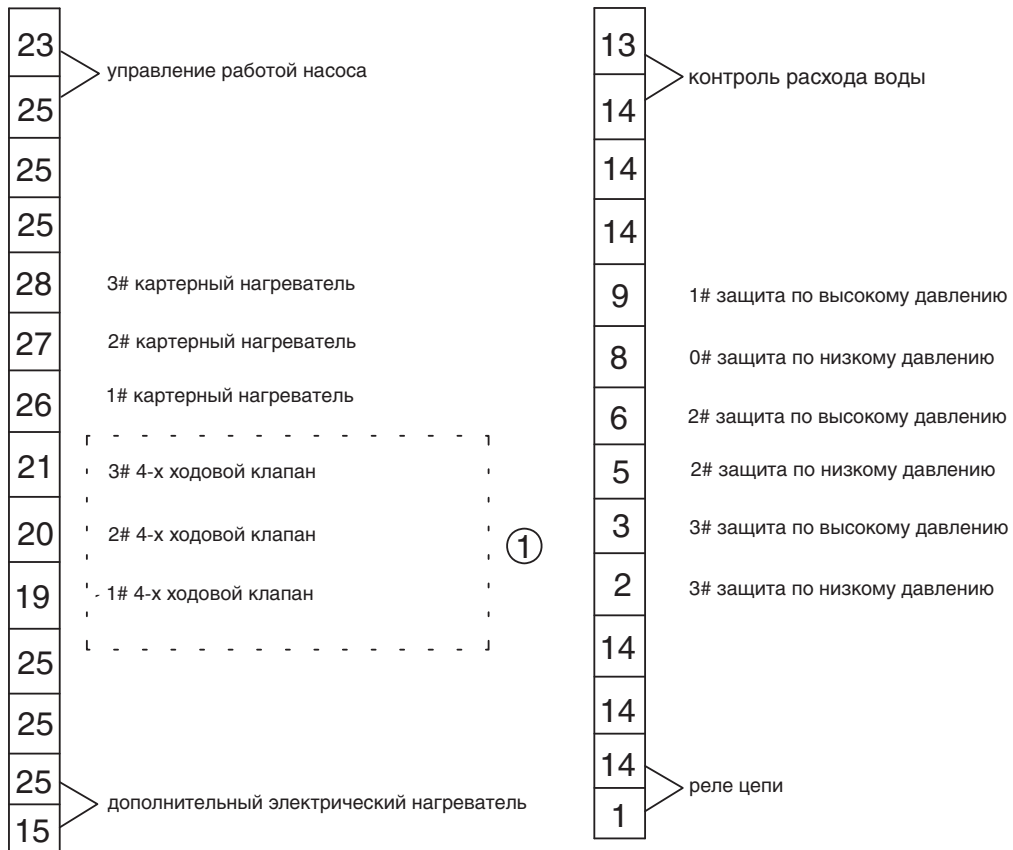 23
управление работой насоса
25
25
25
28
3# картерный нагреватель
27
2# картерный нагреватель
26
1# картерный нагреватель
21
3# 4-х ходовой клапан
20
2# 4-х ходовой клапан
①
19
1# 4-х ходовой клапан
25
25
25
дополнительный электрический нагреватель
15
13
контроль расхода воды
14
14
14
9
1# защита по высокому давлению
8
0# защита по низкому давлению
6
2# защита по высокому давлению
5
2# защита по низкому давлению
3
3# защита по высокому давлению
2
3# защита по низкому давлению
14
14
14
реле цепи
1